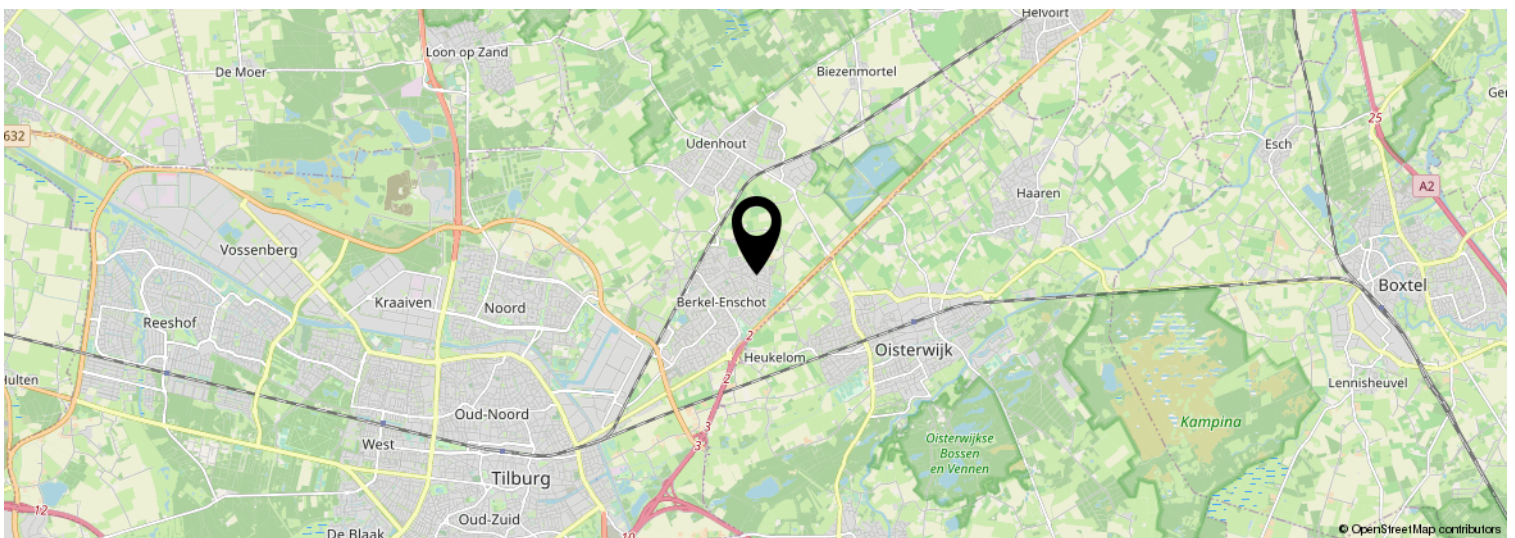 Helvoirt
Loon op Zand
De Moer
Biezenmortel
632
25
Udenhout
Esch
A2
Haaren
Vossenberg
Kraaiven
Noord
Berkel-Enschot
Boxtel
Reeshof
2
Heukelom
Oisterwijk
2
Lennisheuvel
Oud-Noord
3
Kampina
West
3
Oisterwijkse
Bossen
en Vennen
Tilburg
12
Oud-Zuid
De Blaak
10
© OpenStreetMap contributors